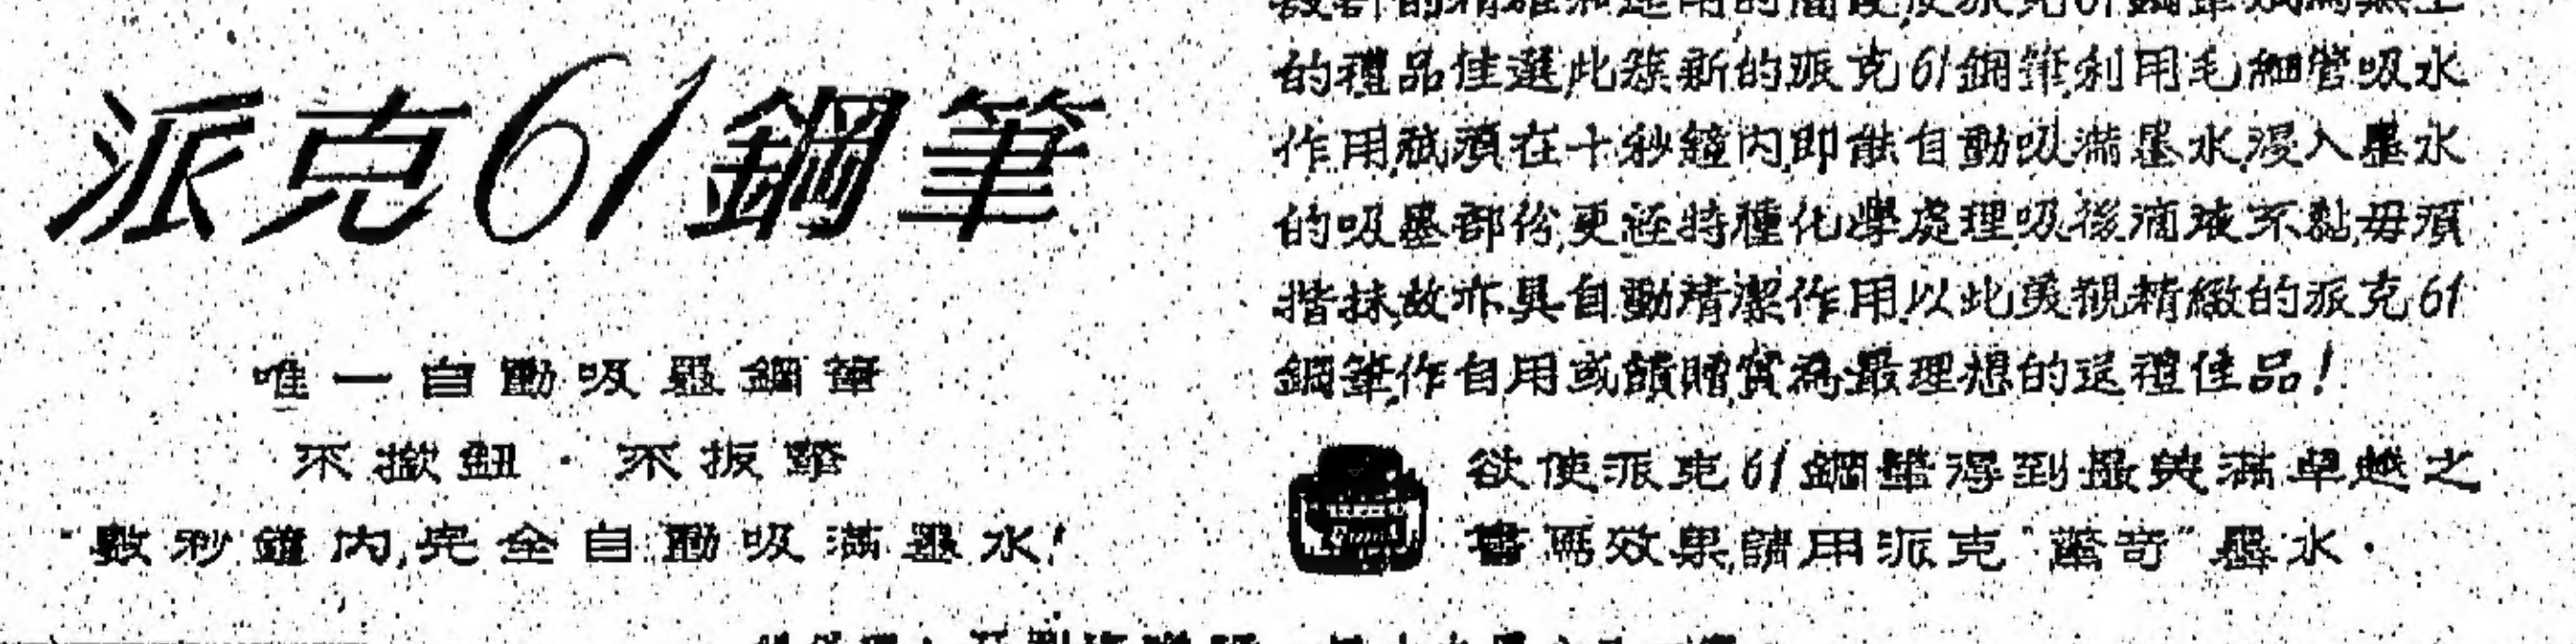 派克61鋼筆
唯一自動吸墨鋼筆
不撳鈕·不扳擎
數秒鐘內,完全自動吸滿墨水!
的禮品佳選,此簇新的派克61鋼筆,利用毛細管吸水
作用,祇須在十秒鐘內,即能自動吸滿墨水,浸入墨水
的吸墨部份,更經特種化學處理,吸後滴液不黏,毋須
揩抹,故亦具自動清潔作用,以此美觀精緻的派克61
鋼筆,作自用或餽贈,實為最理想的送禮佳品!
欲使派克61鋼筆得到最美滿卓越之
書寫效果,請用派克"驚奇"墨水·